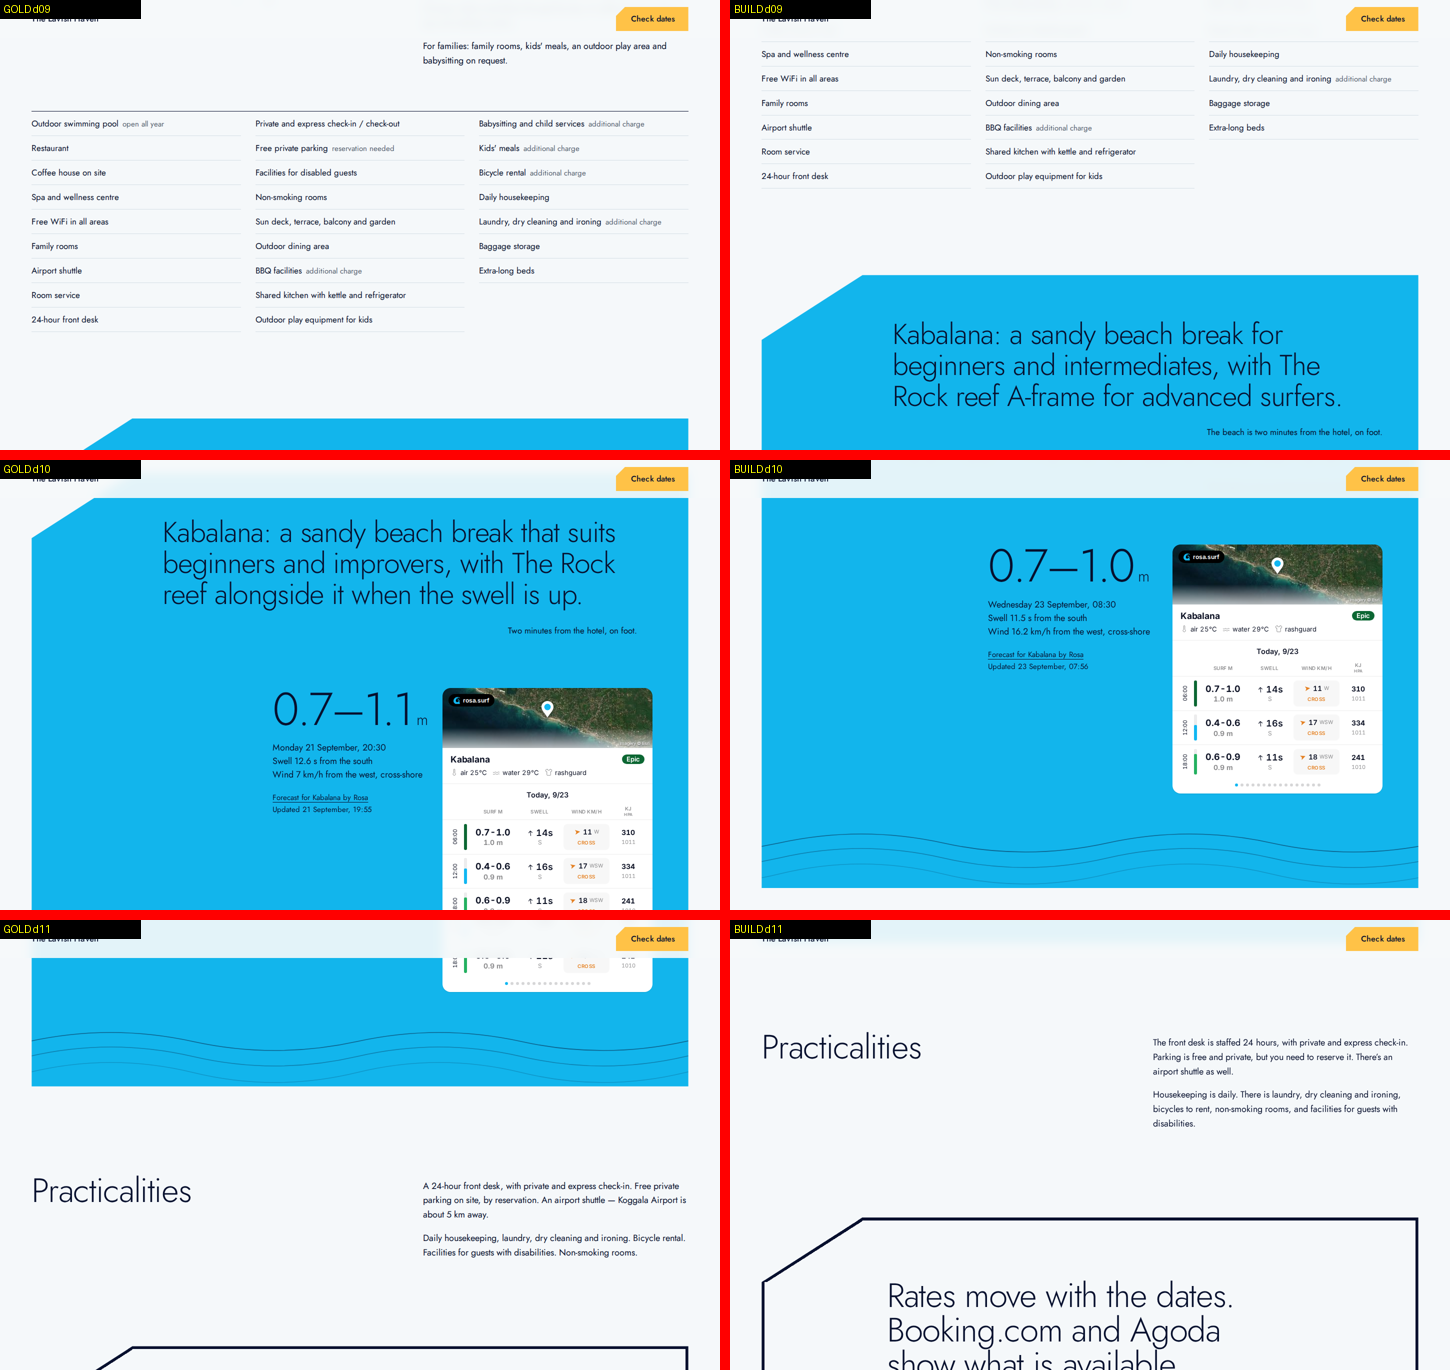 GOLDd09
The Lavish Haven
Check dates
For families: family rooms, kids' meals, an outdoor play area and
babysitting on request.
Outdoor swimming pool open all year
Private and express check-in / check-out
Babysitting and child services additional charge
Restaurant
Free private parking reservation needed
Kids' meals additional charge
Coffee house on site
Facilities for disabled guests
Bicycle rental additional charge
Spa and wellness centre
Non-smoking rooms
Daily housekeeping
Free WiFi in all areas
Sun deck, terrace, balcony and garden
Laundry, dry cleaning and ironing additional charge
Family rooms
Outdoor dining area
Baggage storage
Airport shuttle
BBQ facilities additional charge
Extra-long beds
Room service
Shared kitchen with kettle and refrigerator
24-hour front desk
Outdoor play equipment for kids
BUILDd09
The Lavish Haven
Check dates
Spa and wellness centre
Non-smoking rooms
Daily housekeeping
Free WiFi in all areas
Sun deck, terrace, balcony and garden
Laundry, dry cleaning and ironing additional charge
Family rooms
Outdoor dining area
Baggage storage
Airport shuttle
BBQ facilities additional charge
Extra-long beds
Room service
Shared kitchen with kettle and refrigerator
24-hour front desk
Outdoor play equipment for kids
Kabalana: a sandy beach break for
beginners and intermediates, with The
Rock reef A-frame for advanced surfers.
The beach is two minutes from the hotel, on foot.
GOLDd10
The Lavish Haven
Check dates
Kabalana: a sandy beach break that suits
beginners and improvers, with The Rock
reef alongside it when the swell is up.
Two minutes from the hotel, on foot.
0.7—1.1 m
Monday 21 September, 20:30
Swell 12.6 s from the south
Wind 7 km/h from the west, cross-shore
Forecast for Kabalana by Rosa
Updated 21 September, 19:55
rosa.surf
Kabalana
Epic
air 25°C water 29°C rashguard
Today, 9/23
SURF M SWELL WIND KM/H KJ
06:00 0.7-1.0 ↑ 14s 11 W 310
1.0 m S CROSS 1011
12:00 0.4-0.6 ↑ 16s 17 WSW 334
0.9 m S CROSS 1011
0.6-0.9 ↑ 11s 18 WSW 241
BUILDd10
The Lavish Haven
Check dates
0.7—1.0 m
Wednesday 23 September, 08:30
Swell 11.5 s from the south
Wind 16.2 km/h from the west, cross-shore
Forecast for Kabalana by Rosa
Updated 23 September, 07:56
rosa.surf
Kabalana
Epic
air 25°C water 29°C rashguard
Today, 9/23
SURF M SWELL WIND KM/H KJ
06:00 0.7-1.0 ↑ 14s 11 W 310
1.0 m S CROSS 1011
12:00 0.4-0.6 ↑ 16s 17 WSW 334
0.9 m S CROSS 1011
18:00 0.6-0.9 ↑ 11s 18 WSW 241
0.9 m S CROSS 1010
GOLDd11
The Lavish Haven
Check dates
0.9 m S CROSS 1010
Practicalities
A 24-hour front desk, with private and express check-in. Free private
parking on site, by reservation. An airport shuttle — Koggala Airport is
about 5 km away.
Daily housekeeping, laundry, dry cleaning and ironing. Bicycle rental.
Facilities for guests with disabilities. Non-smoking rooms.
BUILDd11
The Lavish Haven
Check dates
Practicalities
The front desk is staffed 24 hours, with private and express check-in.
Parking is free and private, but you need to reserve it. There's an
airport shuttle as well.
Housekeeping is daily. There is laundry, dry cleaning and ironing,
bicycles to rent, non-smoking rooms, and facilities for guests with
disabilities.
Rates move with the dates.
Booking.com and Agoda
show what is available